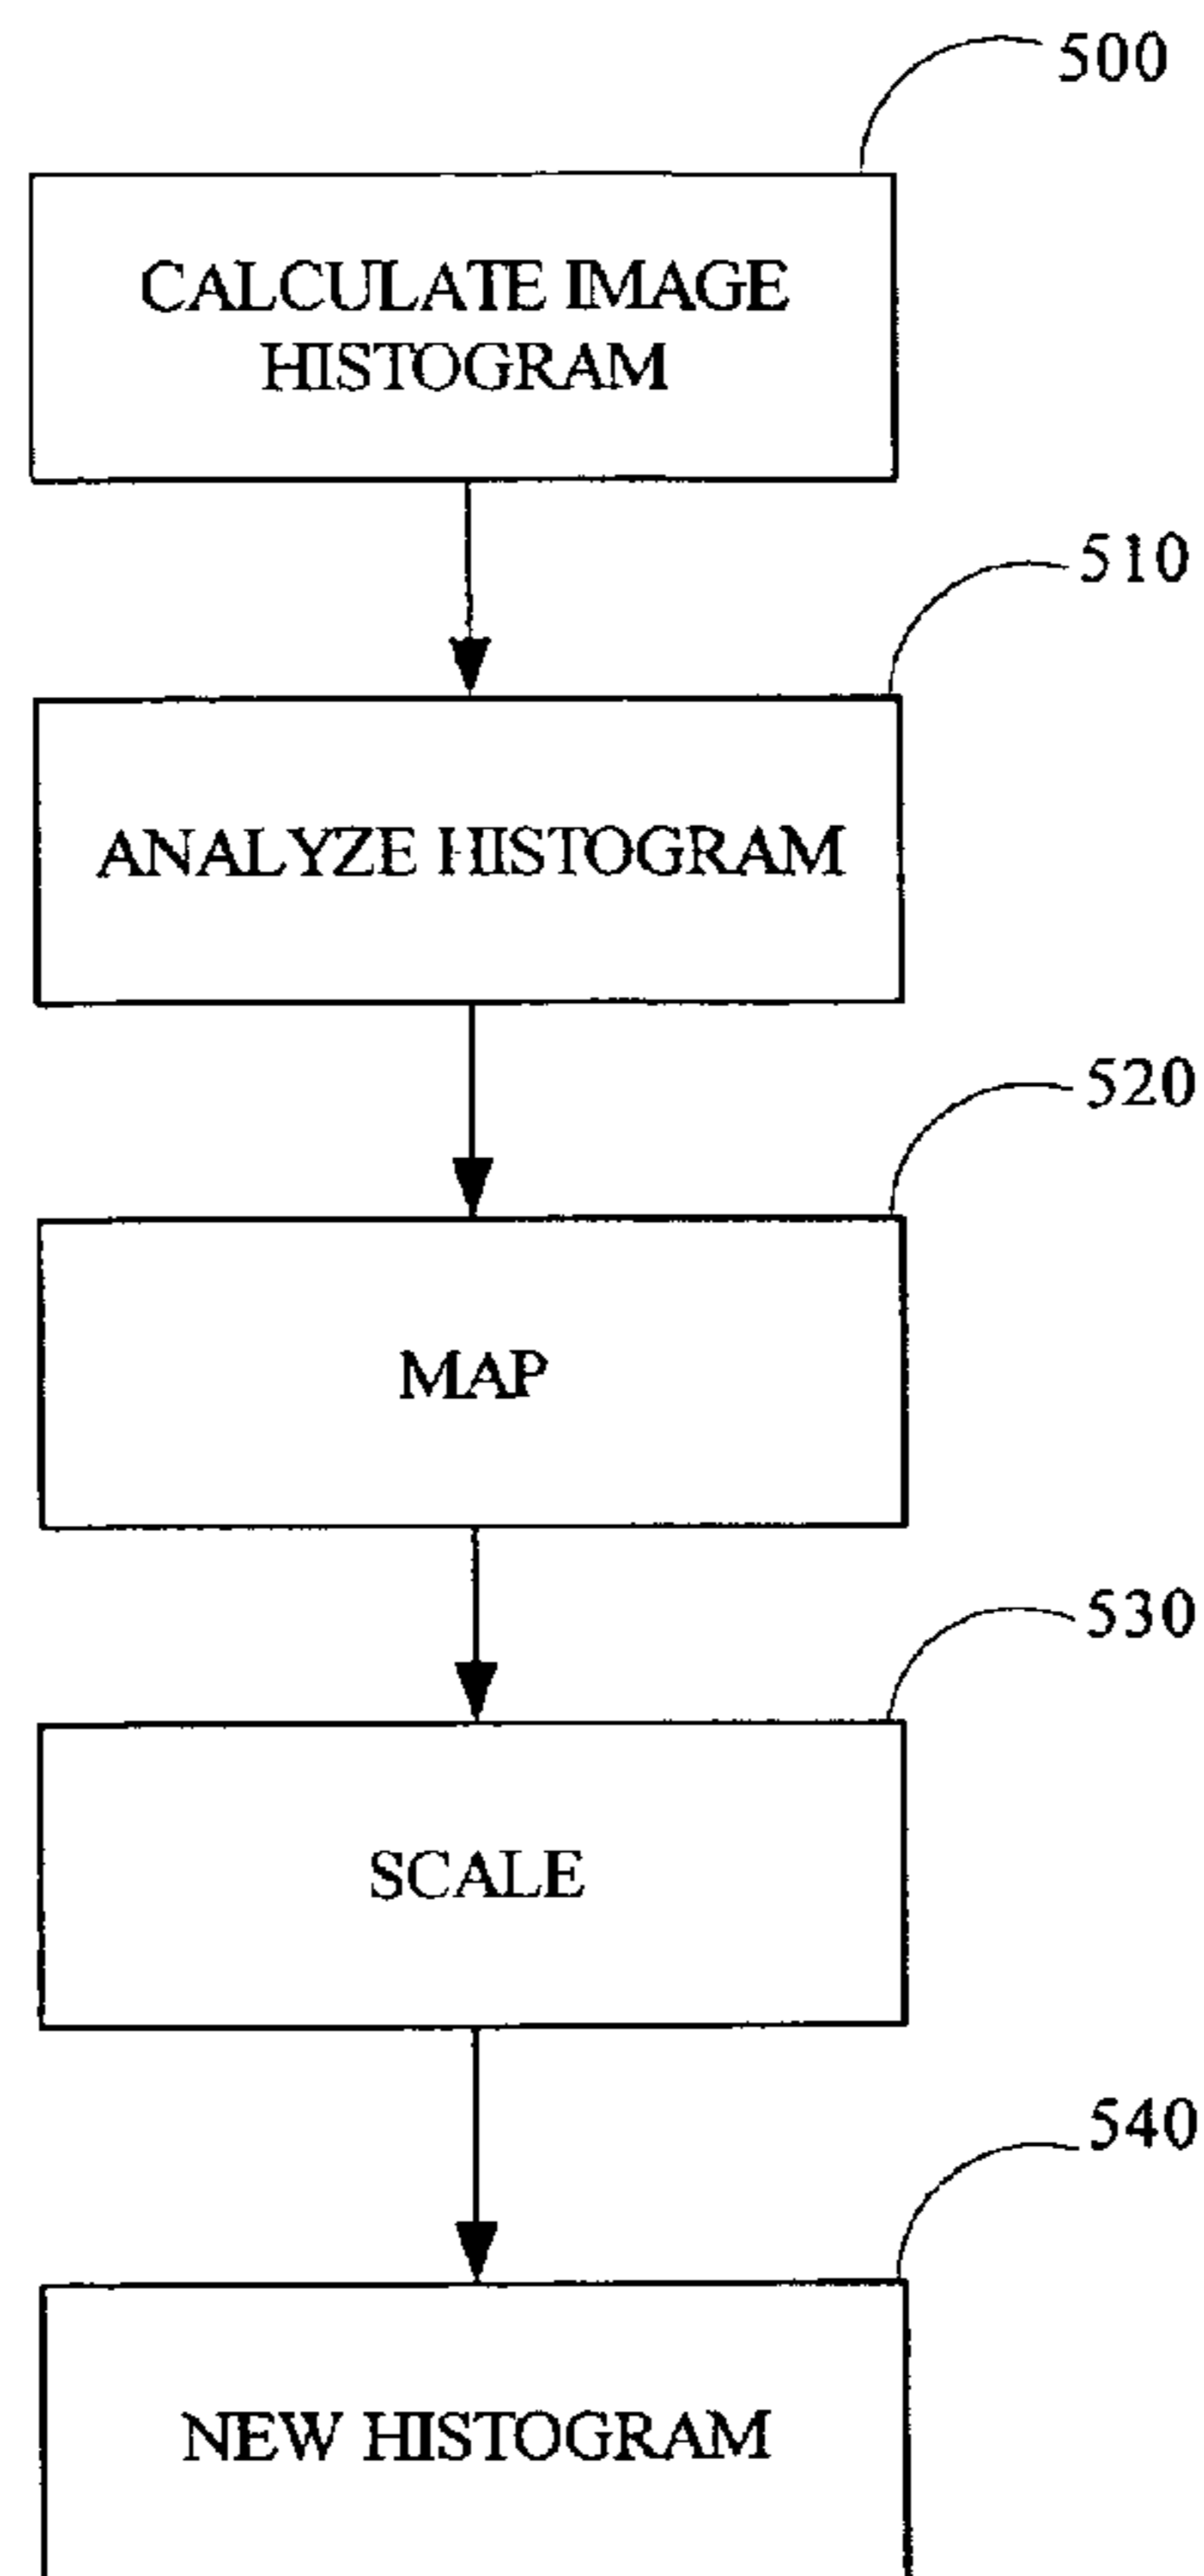 500
CALCULATE IMAGE
HISTOGRAM
510
ANALYZE HISTOGRAM
520
MAP
530
SCALE
540
NEW HISTOGRAM